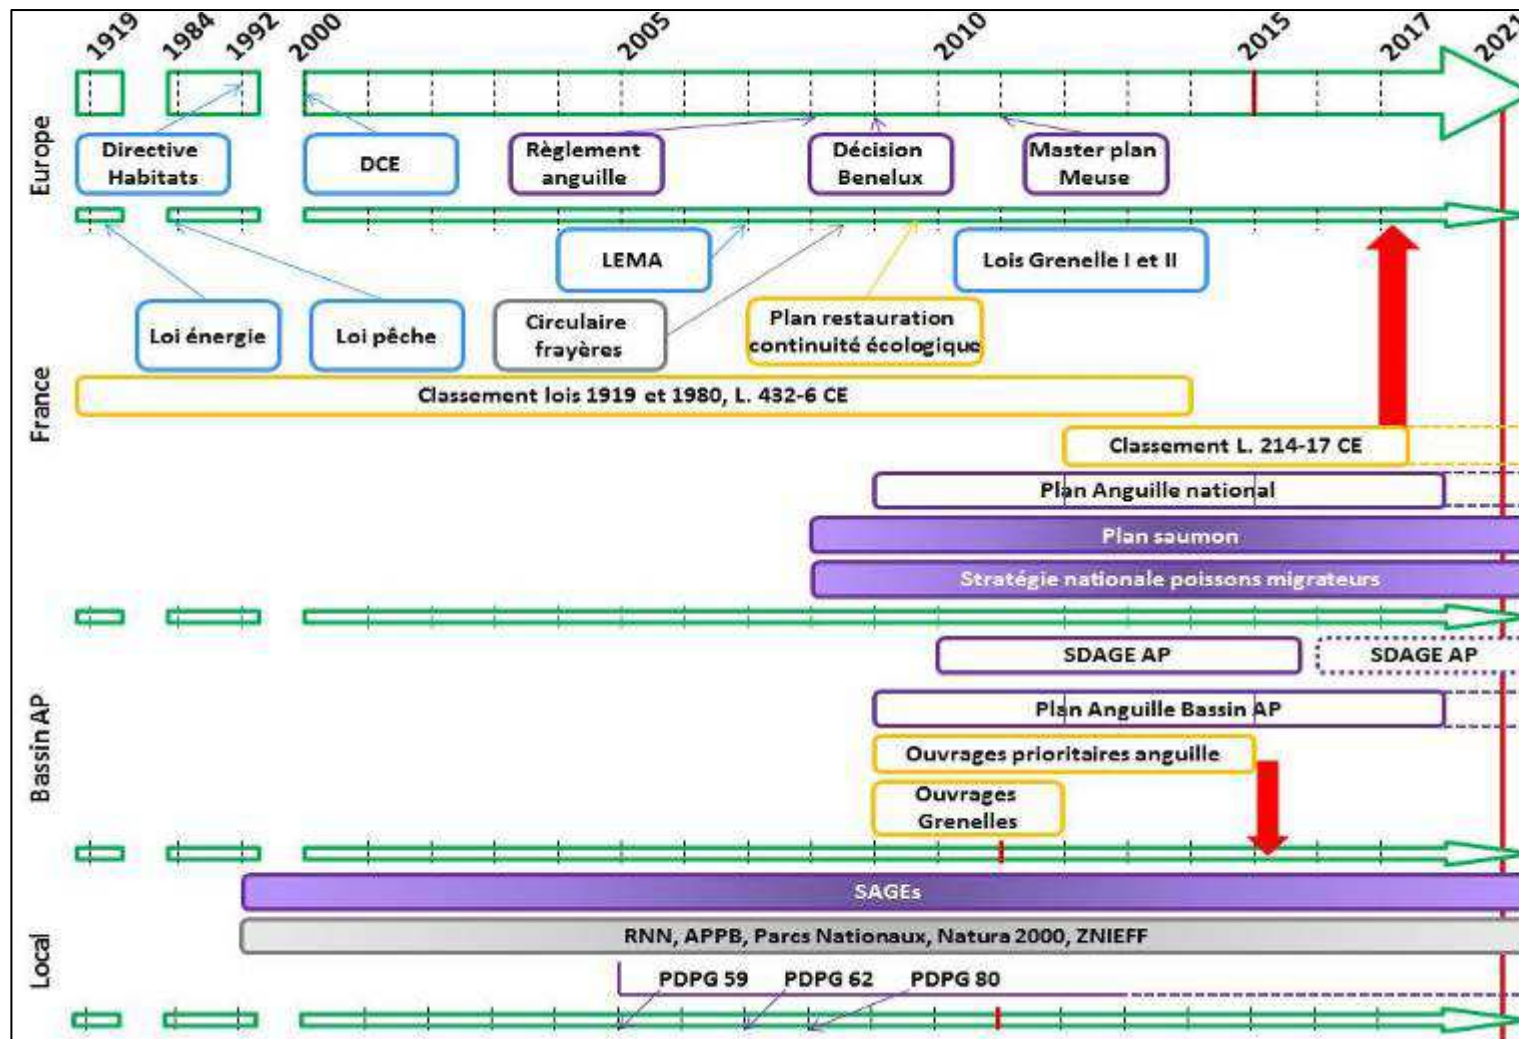 1919
1984
1992
2000
2005
2010
2015
2017
2021
Europe
Directive
Habitats
DCE
Règlement
anguille
Décision
Benelux
Master plan
Meuse
France
LEMA
Lois Grenelle I et II
Loi énergie
Loi pêche
Circulaire
frayères
Plan restauration
continuité écologique
Classement lois 1919 et 1980, L. 432-6 CE
Classement L. 214-17 CE
Plan Anguille national
Plan saumon
Stratégie nationale poissons migrateurs
Bassin AP
SDAGE AP
SDAGE AP
Plan Anguille Bassin AP
Ouvrages prioritaires anguille
Ouvrages
Grenelles
Local
SAGEs
RNN, APPB, Parcs Nationaux, Natura 2000, ZNIEFF
PDPG 59
PDPG 62
PDPG 80